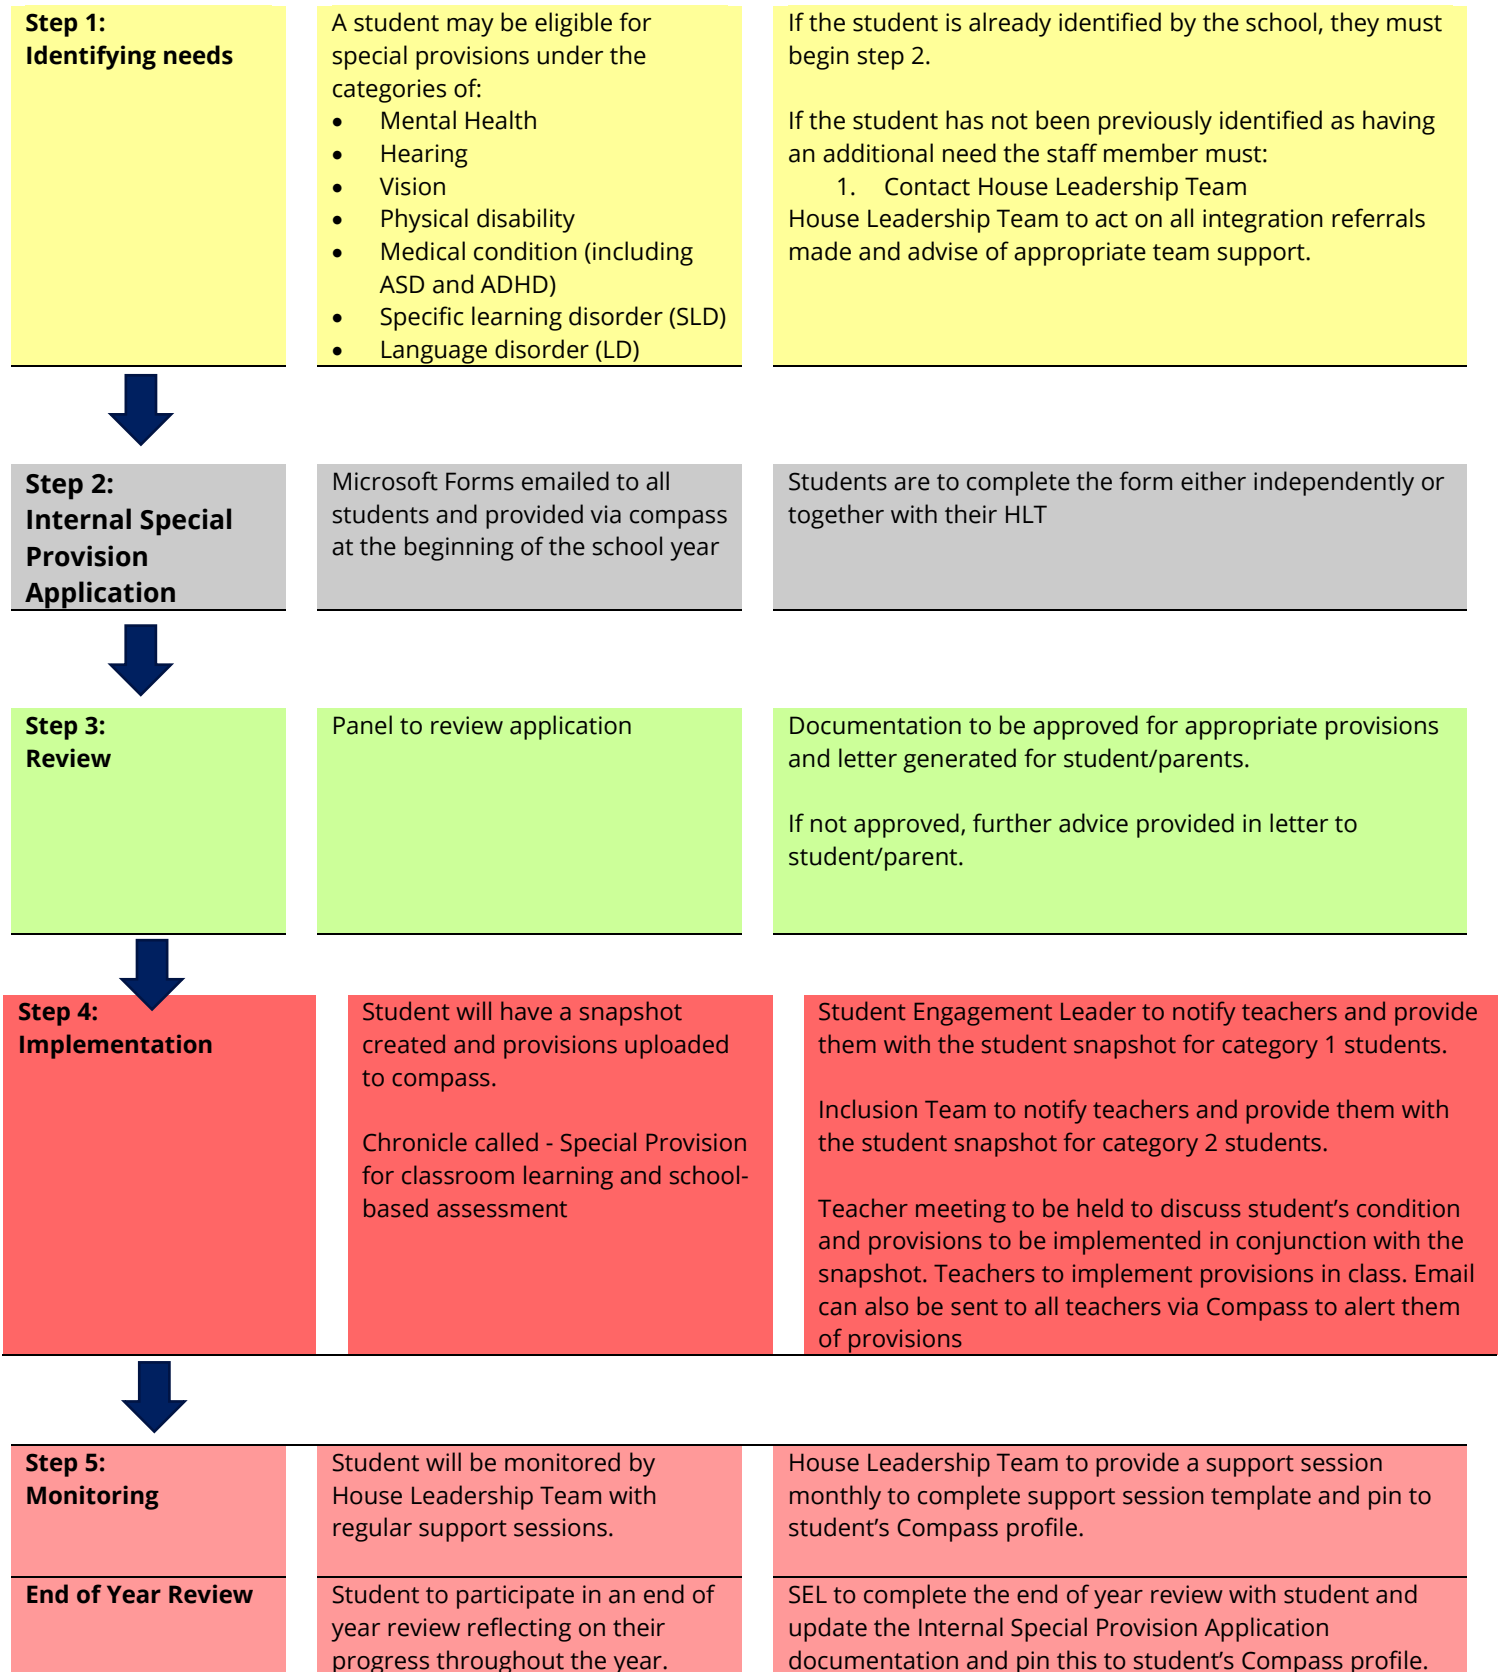 Step 1:
Identifying needs
A student may be eligible for
special provisions under the
categories of:
• Mental Health
• Hearing
• Vision
• Physical disability
• Medical condition (including
ASD and ADHD)
• Specific learning disorder (SLD)
• Language disorder (LD)
If the student is already identified by the school, they must
begin step 2.
If the student has not been previously identified as having
an additional need the staff member must:
1. Contact House Leadership Team
House Leadership Team to act on all integration referrals
made and advise of appropriate team support.
Step 2:
Internal Special
Provision
Application
Microsoft Forms emailed to all
students and provided via compass
at the beginning of the school year
Students are to complete the form either independently or
together with their HLT
Step 3:
Review
Panel to review application
Documentation to be approved for appropriate provisions
and letter generated for student/parents.
If not approved, further advice provided in letter to
student/parent.
Step 4:
Implementation
Student will have a snapshot
created and provisions uploaded
to compass.
Chronicle called - Special Provision
for classroom learning and school-
based assessment
Student Engagement Leader to notify teachers and provide
them with the student snapshot for category 1 students.
Inclusion Team to notify teachers and provide them with
the student snapshot for category 2 students.
Teacher meeting to be held to discuss student’s condition
and provisions to be implemented in conjunction with the
snapshot. Teachers to implement provisions in class. Email
can also be sent to all teachers via Compass to alert them
of provisions
Step 5:
Monitoring
Student will be monitored by
House Leadership Team with
regular support sessions.
House Leadership Team to provide a support session
monthly to complete support session template and pin to
student’s Compass profile.
End of Year Review
Student to participate in an end of
year review reflecting on their
progress throughout the year.
SEL to complete the end of year review with student and
update the Internal Special Provision Application
documentation and pin this to student’s Compass profile.